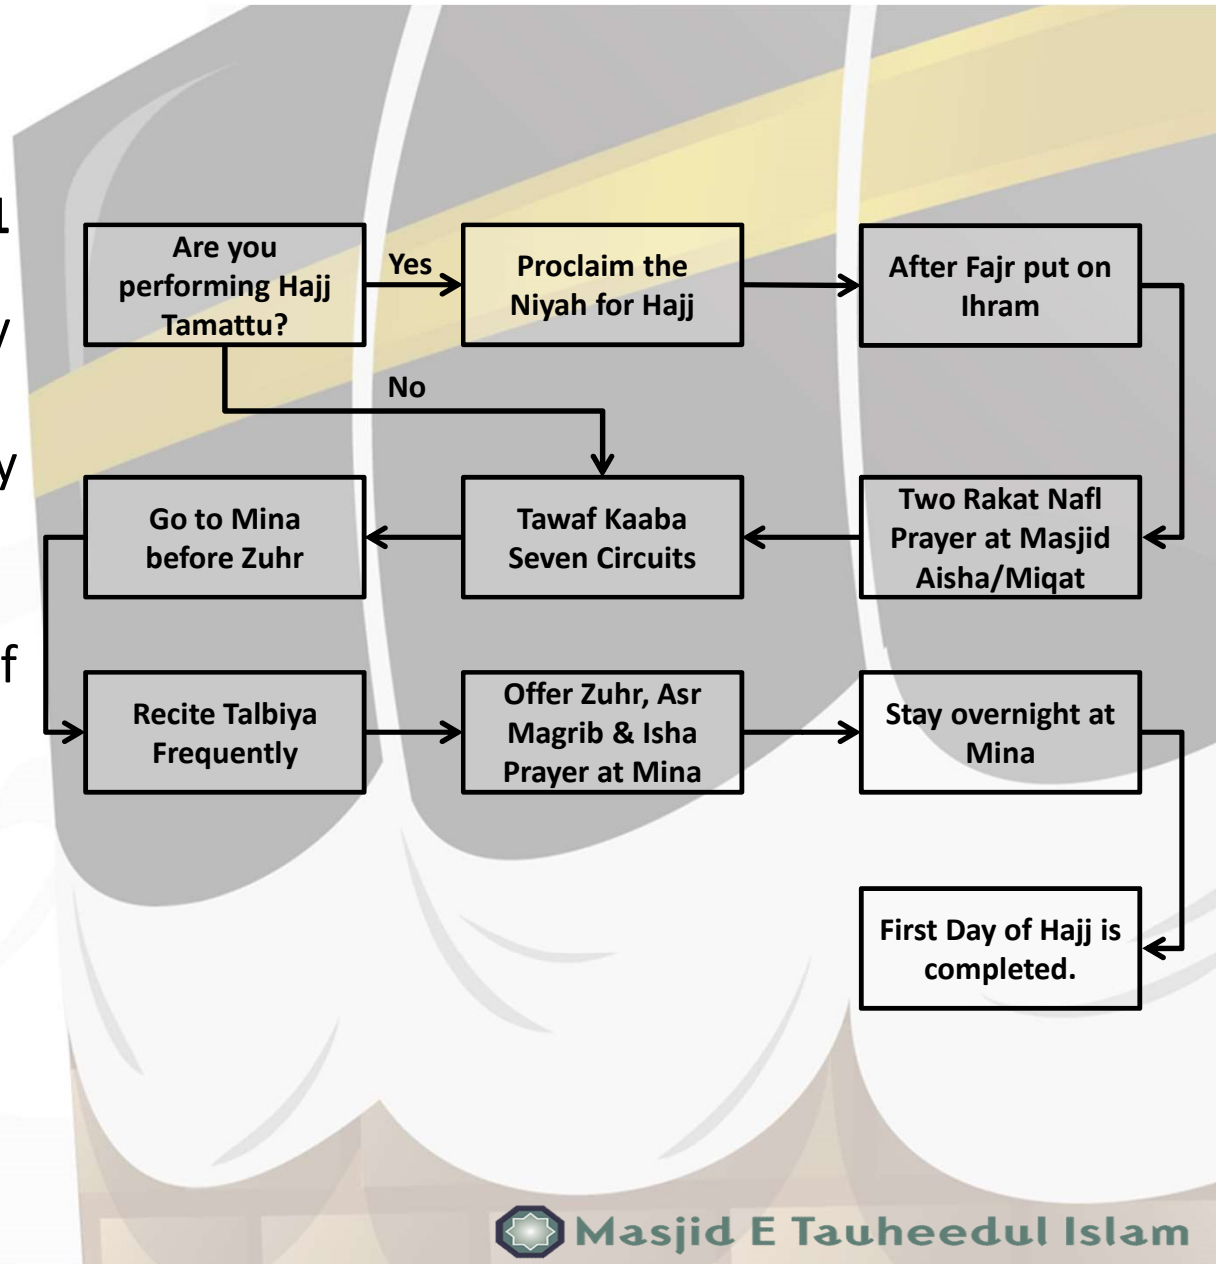 1
Are you
performing Hajj
Tamattu?
Yes
Proclaim the
Niyah for Hajj
After Fajr put on
Ihram
y
No
y
Go to Mina
before Zuhr
Tawaf Kaaba
Seven Circuits
Two Rakat Nafl
Prayer at Masjid
Aisha/Miqat
f
Recite Talbiya
Frequently
Offer Zuhr, Asr
Magrib & Isha
Prayer at Mina
Stay overnight at
Mina
First Day of Hajj is
completed.
Masjid E Tauheedul Islam